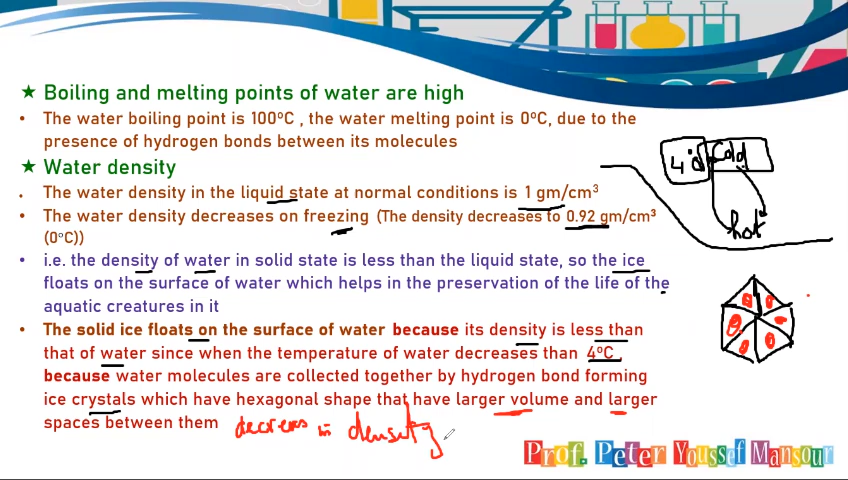 ★ Boiling and melting points of water are high
• The water boiling point is 100°C , the water melting point is 0°C, due to the
presence of hydrogen bonds between its molecules
★ Water density
• The water density in the liquid state at normal conditions is 1 gm/cm³
• The water density decreases on freezing (The density decreases to 0.92 gm/cm³
(0°C))
• i.e. the density of water in solid state is less than the liquid state, so the ice
floats on the surface of water which helps in the preservation of the life of the
aquatic creatures in it
• The solid ice floats on the surface of water because its density is less than
that of water since when the temperature of water decreases than 4°C
because water molecules are collected together by hydrogen bond forming
ice crystals which have hexagonal shape that have larger volume and larger
spaces between them
in density
Cold
hot
Prof. Peter Youssef Mansour